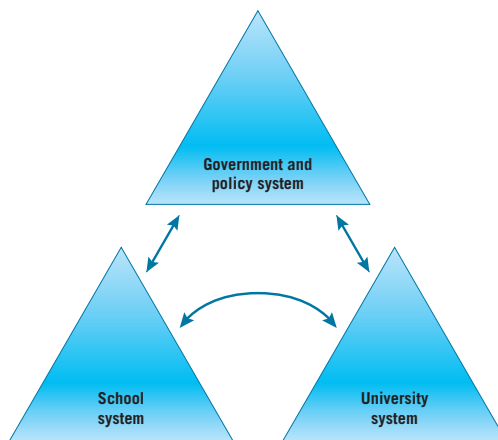 Government and
policy system
School
system
University
system